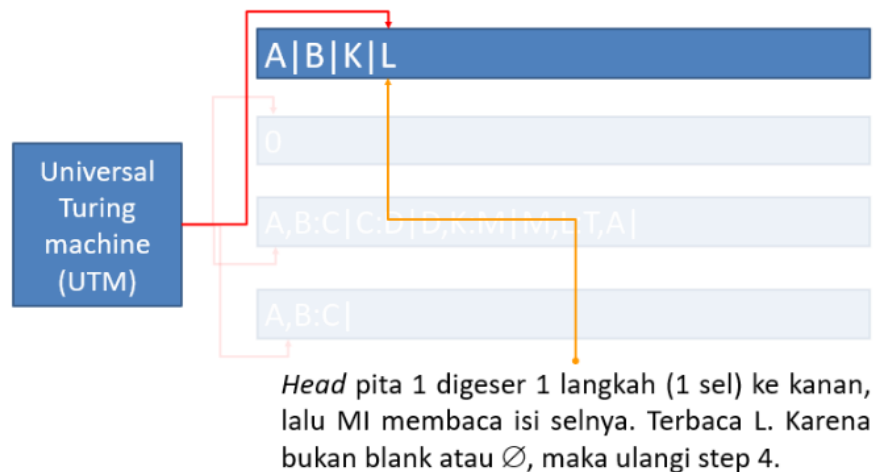 A|B|K|L
0
Universal
Turing
machine
(UTM)
A,B:C|C:D|D,K:M|M,L:T,A|
A,B:C|
Head pita 1 digeser 1 langkah (1 sel) ke kanan,
lalu MI membaca isi selnya. Terbaca L. Karena
bukan blank atau ∅, maka ulangi step 4.